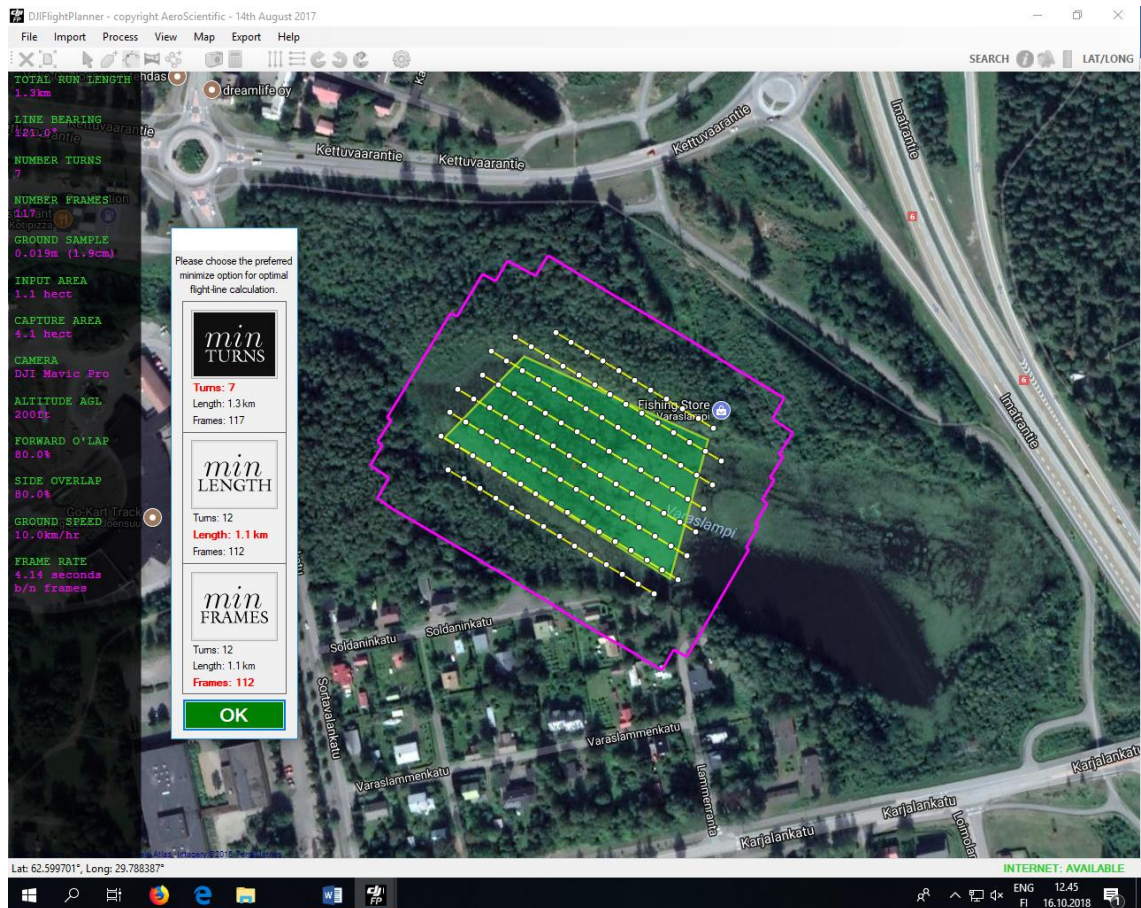 DJIFlightPlanner - copyright AeroScientific - 14th August 2017
File Import Process View Map Export Help
SEARCH LAT/LONG
TOTAL RUN LENGTH
1.3km
LINE BEARING
121.0°
NUMBER TURNS
7
NUMBER FRAMES
117
GROUND SAMPLE
0.019m (1.9cm)
INPUT AREA
1.1 hect
CAPTURE AREA
4.1 hect
CAMERA
DJI Mavic Pro
ALTITUDE AGL
200ft
FORWARD O'LAP
80.0%
SIDE OVERLAP
80.0%
GROUND SPEED
10.0km/hr
FRAME RATE
4.14 seconds
b/n frames
Please choose the preferred
minimize option for optimal
flight-line calculation.
min
TURNS
Turns: 7
Length: 1.3 km
Frames: 117
min
LENGTH
Turns: 12
Length: 1.1 km
Frames: 112
min
FRAMES
Turns: 12
Length: 1.1 km
Frames: 112
OK
dreamlife oy
Kettuvaarantie
Kettuvaarantie
Kettuvaarantie
Imatrantie
6
Fishing Store
Varaslampi
6
Imatrantie
Varaslampi
Kotipizza
Go-Kart Track
Joensuu
Soldaninkatu
Soldaninkatu
Sortavalankatu
Varaslammenkatu
Varaslammenkatu
Lammenranta
Karjalankatu
Karjalankatu
Karjalankatu
Lat: 62.599701°, Long: 29.788387°
INTERNET: AVAILABLE
ENG 12.45
FI 16.10.2018